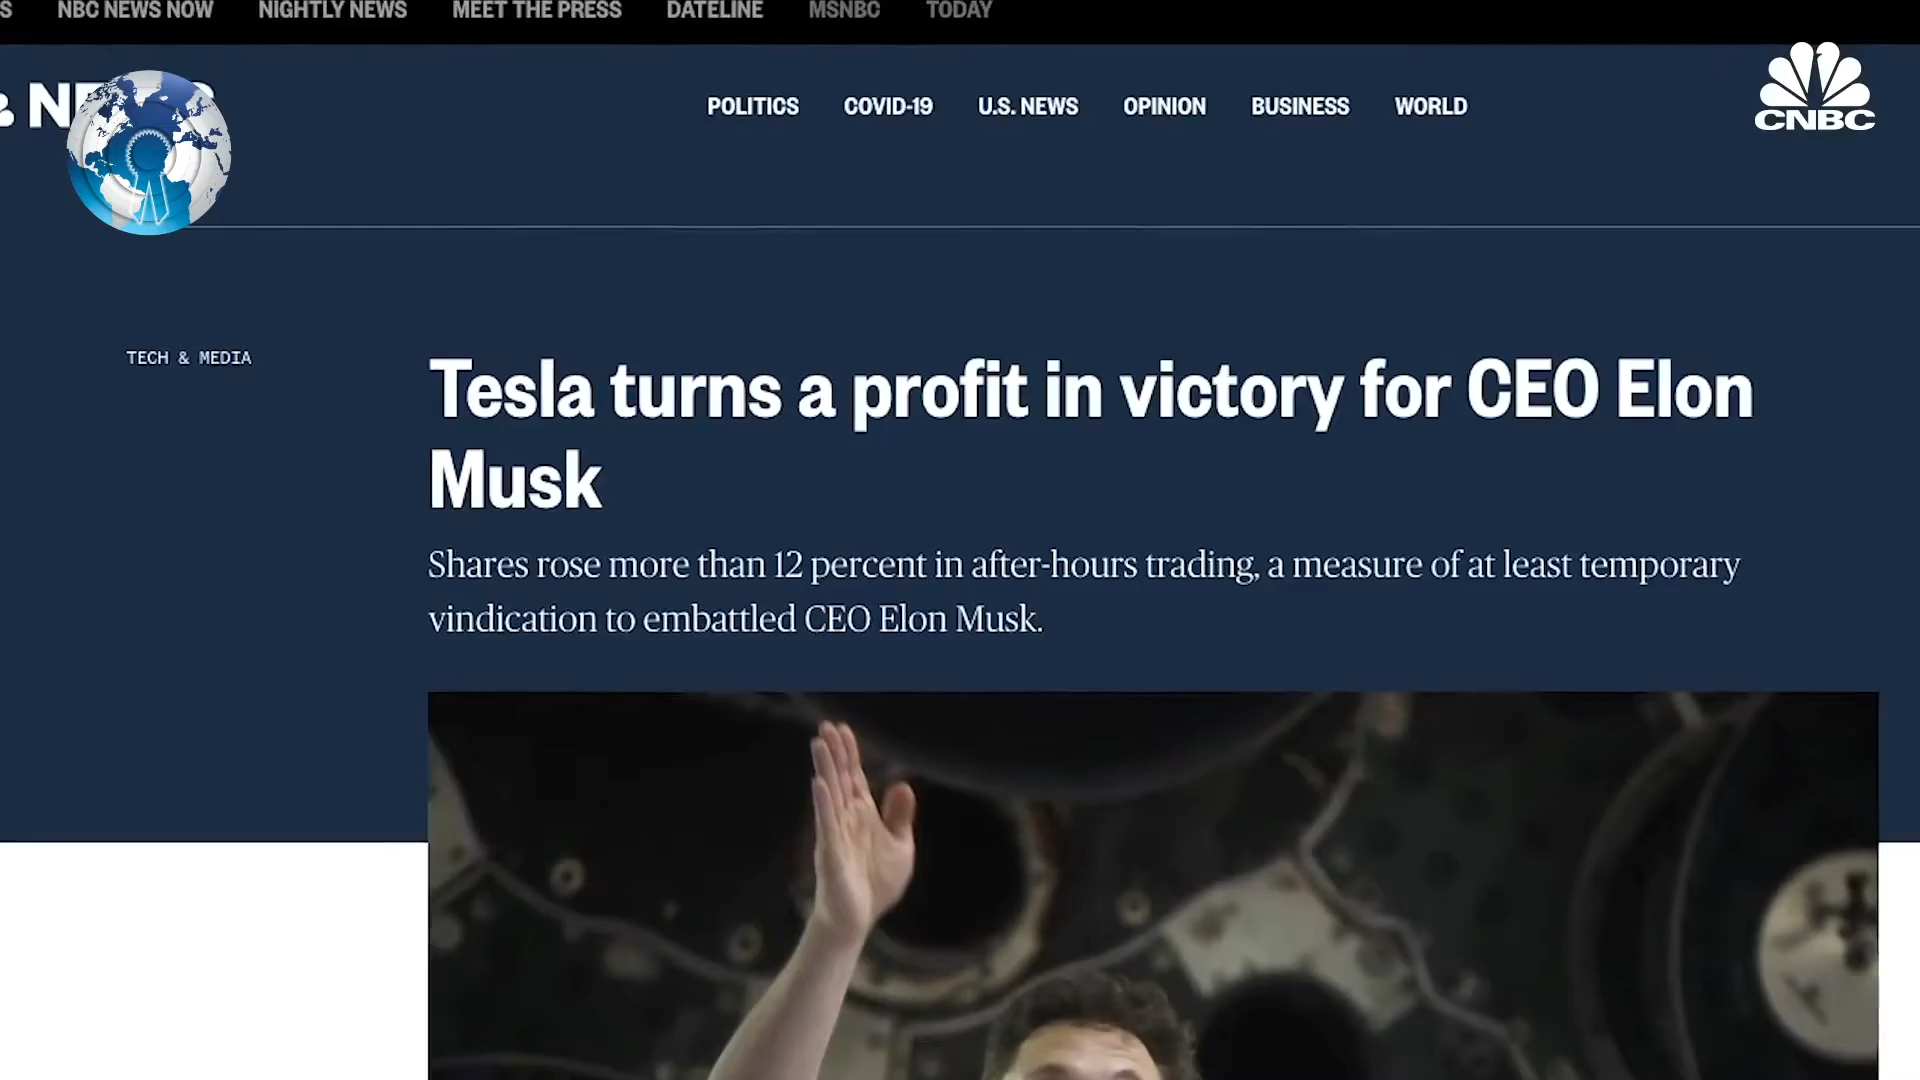 S NBC NEWS NOW NIGHTLY NEWS MEET THE PRESS DATELINE MSNBC TODAY
POLITICS COVID-19 U.S. NEWS OPINION BUSINESS WORLD
CNBC
TECH & MEDIA
Tesla turns a profit in victory for CEO Elon
Musk
Shares rose more than 12 percent in after-hours trading, a measure of at least temporary
vindication to embattled CEO Elon Musk.